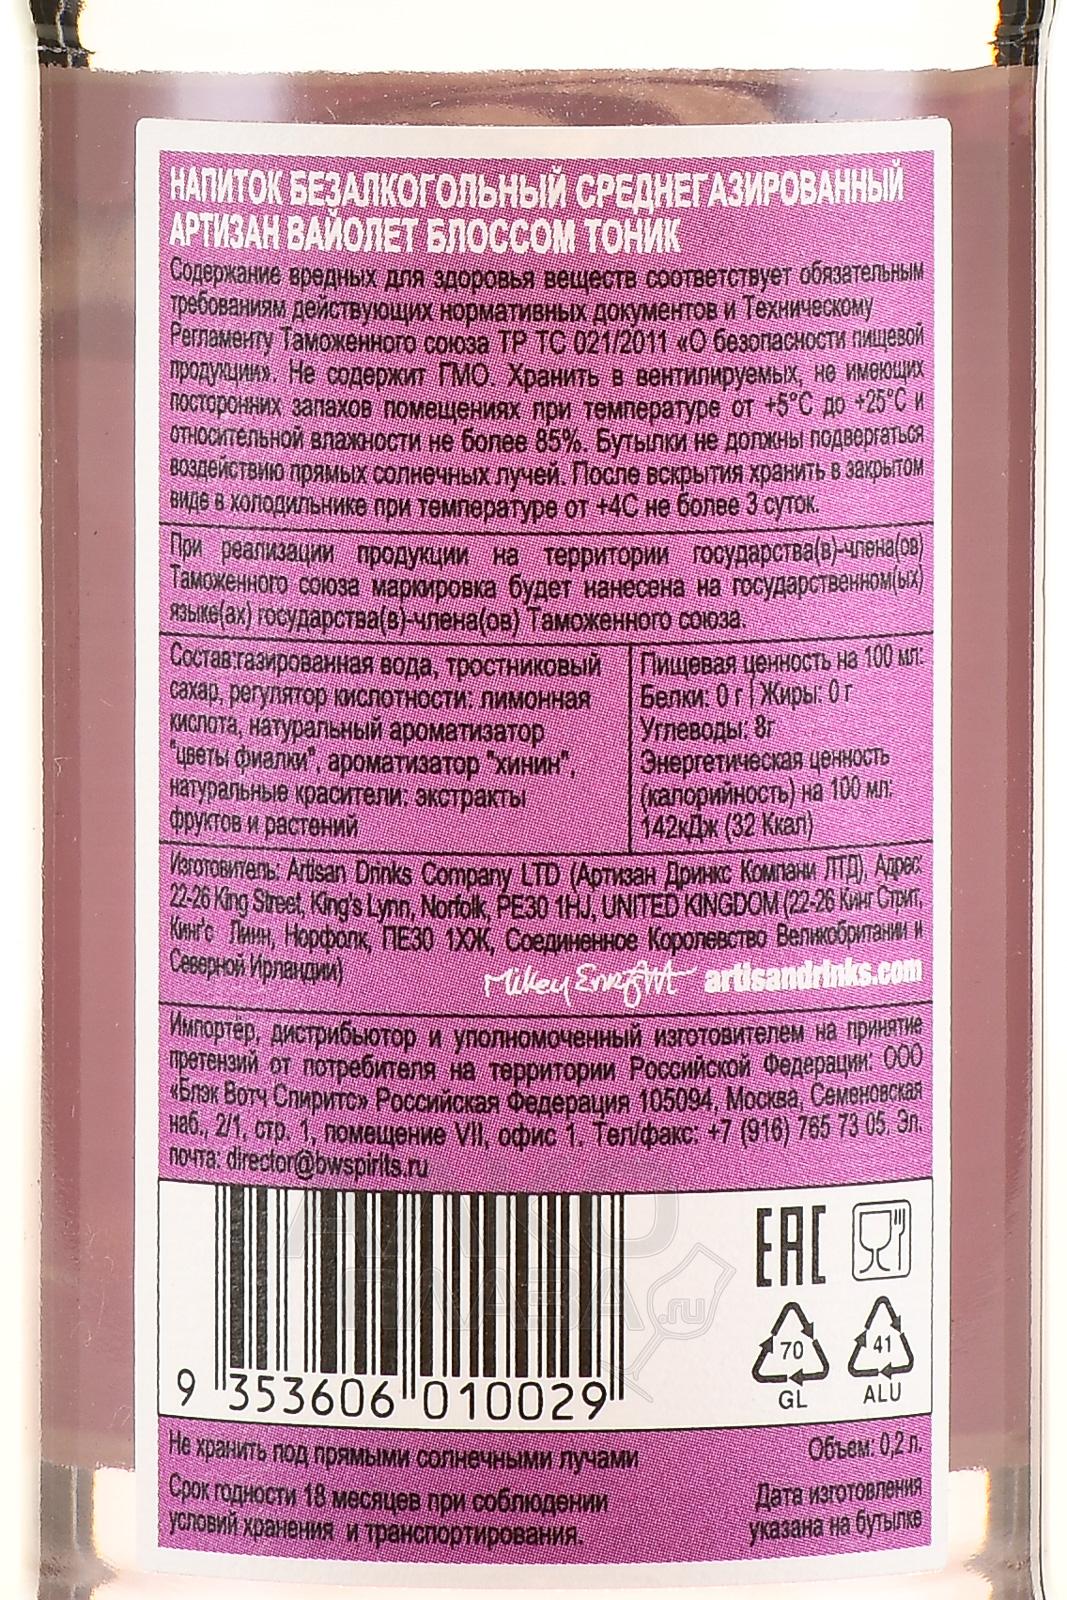 НАПИТОК БЕЗАЛКОГОЛЬНЫЙ СРЕДНЕГАЗИРОВАННЫЙ
АРТИЗАН ВАЙОЛЕТ БЛОССОМ ТОНИК
Содержание вредных для здоровья веществ соответствует обязательным
требованиям действующих нормативных документов и Техническому
Регламенту Таможенного союза ТР ТС 021/2011 «О безопасности пищевой
продукции». Не содержит ГМО. Хранить в вентилируемых, не имеющих
посторонних запахов помещениях при температуре от +5°С до +25°С и
относительной влажности не более 85%. Бутылки не должны подвергаться
воздействию прямых солнечных лучей. После вскрытия хранить в закрытом
виде в холодильнике при температуре от +4С не более 3 суток.
При реализации продукции на территории государства(в)-члена(ов)
Таможенного союза маркировка будет нанесена на государственном(ых)
языке(ах) государства(в)-члена(ов) Таможенного союза.
Состав:газированная вода, тростниковый
сахар, регулятор кислотности: лимонная
кислота, натуральный ароматизатор
"цветы фиалки", ароматизатор "хинин",
натуральные красители: экстракты
фруктов и растений
Пищевая ценность на 100 мл:
Белки: 0 г | Жиры: 0 г
Углеводы: 8г
Энергетическая ценность
(калорийность) на 100 мл:
142кДж (32 Ккал)
Изготовитель: Artisan Drinks Company LTD (Артизан Дринкс Компани ЛТД), Адрес:
22-26 King Street, King's Lynn, Norfolk, PE30 1HJ, UNITED KINGDOM (22-26 Кинг Стрит,
Кинг'с Линн, Норфолк, ПЕ30 1ХЖ, Соединенное Королевство Великобритании и
Северной Ирландии)
Mikey Enright artisandrinks.com
Импортёр, дистрибьютор и уполномоченный изготовителем на принятие
претензий от потребителя на территории Российской Федерации: ООО
«Блэк Вотч Спиритс» Российская Федерация 105094, Москва, Семеновская
наб., 2/1, стр. 1, помещение VII, офис 1. Тел/факс: +7 (916) 765 73 05. Эл.
почта: director@bwspirits.ru
АЛКО
ПЛАЗА.ru
EAC
70
GL
41
ALU
9 353606 010029
Не хранить под прямыми солнечными лучами
Срок годности 18 месяцев при соблюдении
условий хранения и транспортирования.
Объем: 0,2 л.
Дата изготовления
указана на бутылке